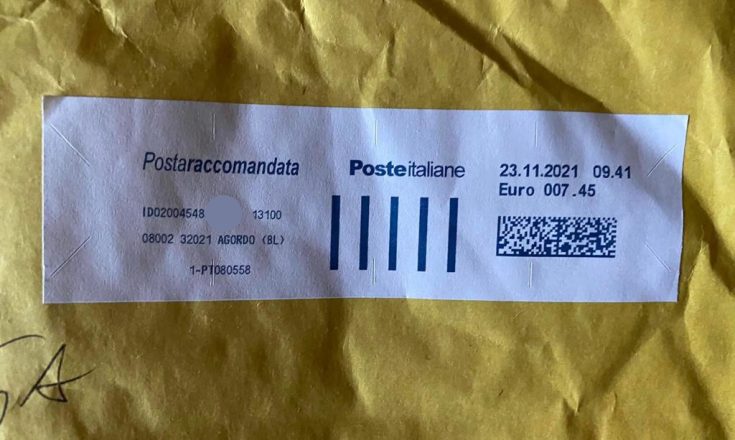 Postaraccomandata
Posteitaliane
23.11.2021 09.41
Euro 007.45
ID02004548 13100
08002 32021 AGORDO (BL)
1-PT080558